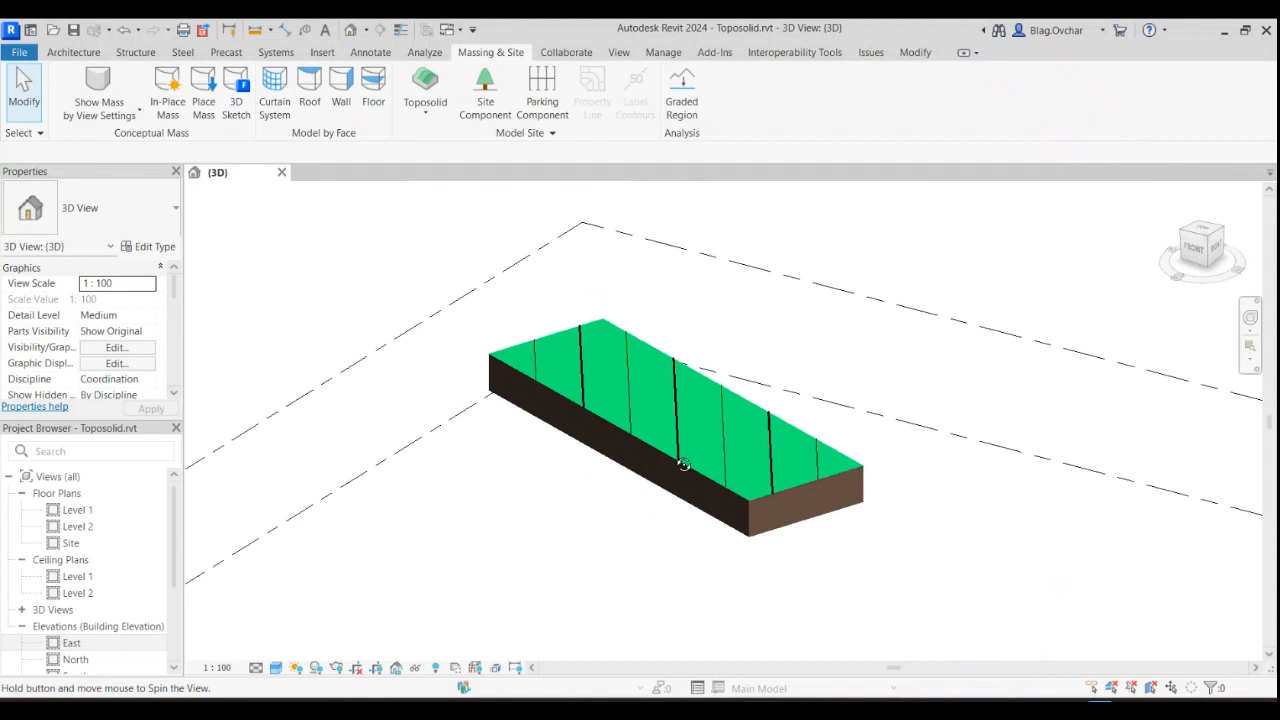 Autodesk Revit 2024 - Toposolid.rvt - 3D View: {3D}
Blag.Ovchar
File Architecture Structure Steel Precast Systems Insert Annotate Analyze Massing & Site Collaborate View Manage Add-Ins Interoperability Tools Issues Modify
Modify
Show Mass
by View Settings
In-Place
Mass
Place
Mass
3D
Sketch
Curtain
System
Roof
Wall
Floor
Toposolid
Site
Component
Parking
Component
Property
Line
50
Label
Contours
Graded
Region
Select
Conceptual Mass
Model by Face
Model Site
Analysis
Properties
{3D}
3D View
3D View: {3D}
Edit Type
Graphics
View Scale 1 : 100
Scale Value 1: 100
Detail Level Medium
Parts Visibility Show Original
Visibility/Grap... Edit...
Graphic Displ... Edit...
Discipline Coordination
Show Hidden By Discipline
Properties help Apply
Project Browser - Toposolid.rvt
Search
Views (all)
Floor Plans
Level 1
Level 2
Site
Ceiling Plans
Level 1
Level 2
3D Views
Elevations (Building Elevation)
East
North
FRONT
1 : 100
Hold button and move mouse to Spin the View.
:0
Main Model
:0